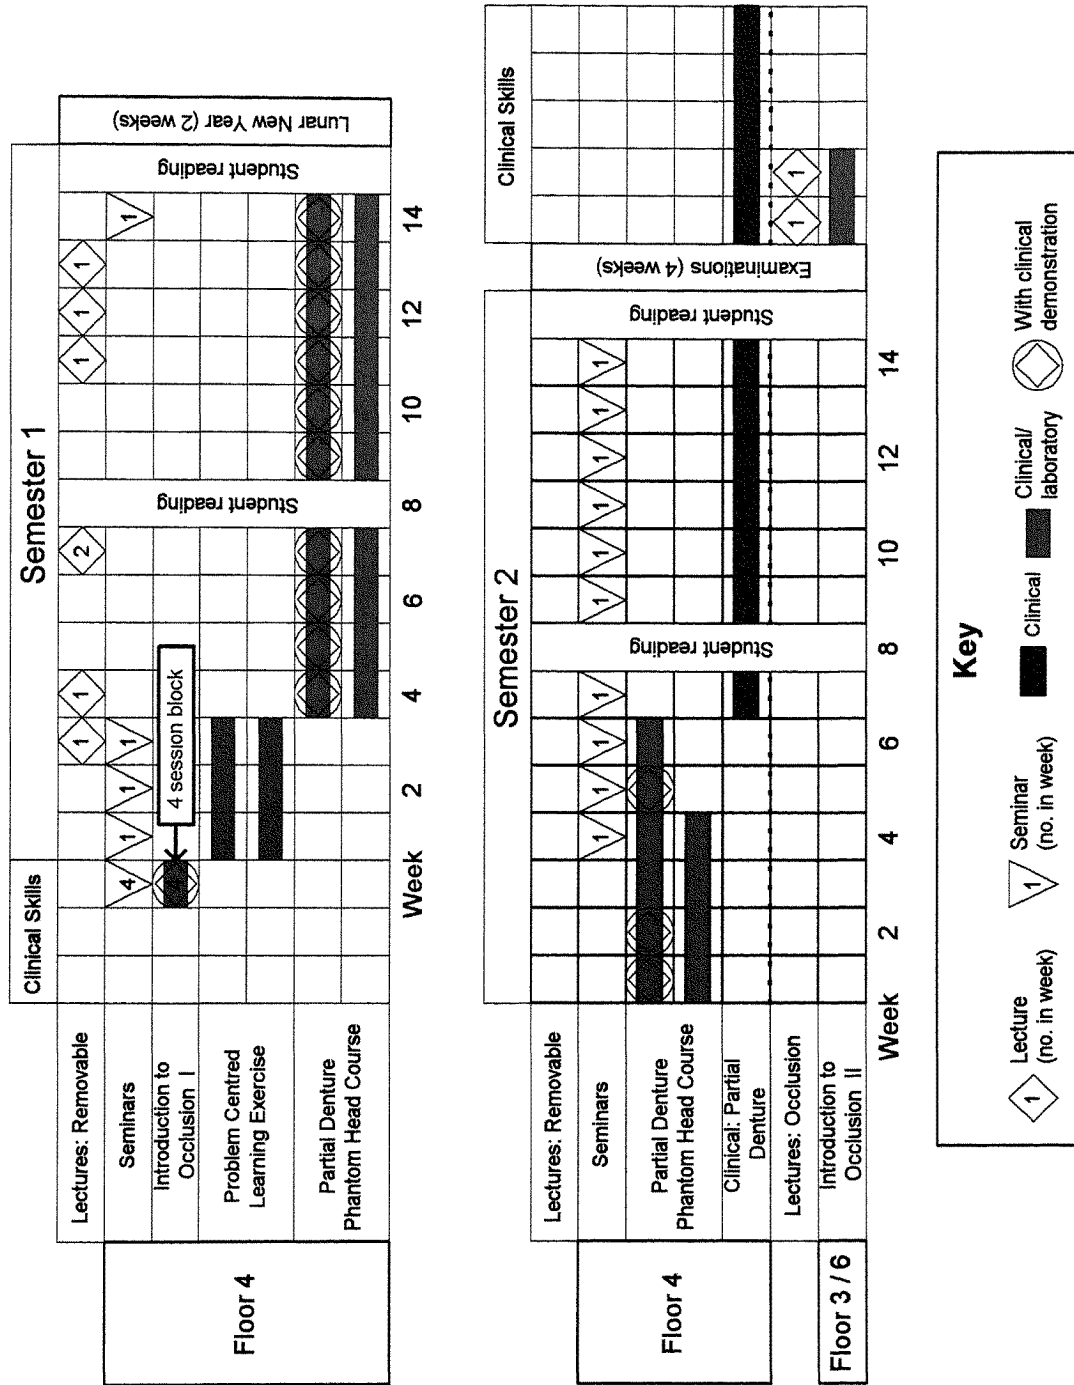 Semester 1
Clinical Skills
Student reading
Student reading
Lunar New Year (2 weeks)
Lectures: Removable
1 1 2 1 1 1
Seminars
4 1 1 1 1
Introduction to
Occlusion I
4
4 session block
Problem Centred
Learning Exercise
Partial Denture
Phantom Head Course
Floor 4
Week 2 4 6 8 10 12 14
Semester 2
Clinical Skills
Student reading
Student reading
Examinations (4 weeks)
Lectures: Removable
Seminars
1 1 1 1 1 1 1 1 1 1
Partial Denture
Phantom Head Course
Clinical: Partial
Denture
Floor 4
Lectures: Occlusion
1 1
Introduction to
Occlusion II
Floor 3 / 6
Week 2 4 6 8 10 12 14
Key
1 Lecture
(no. in week)
1 Seminar
(no. in week)
Clinical
Clinical/
laboratory
With clinical
demonstration